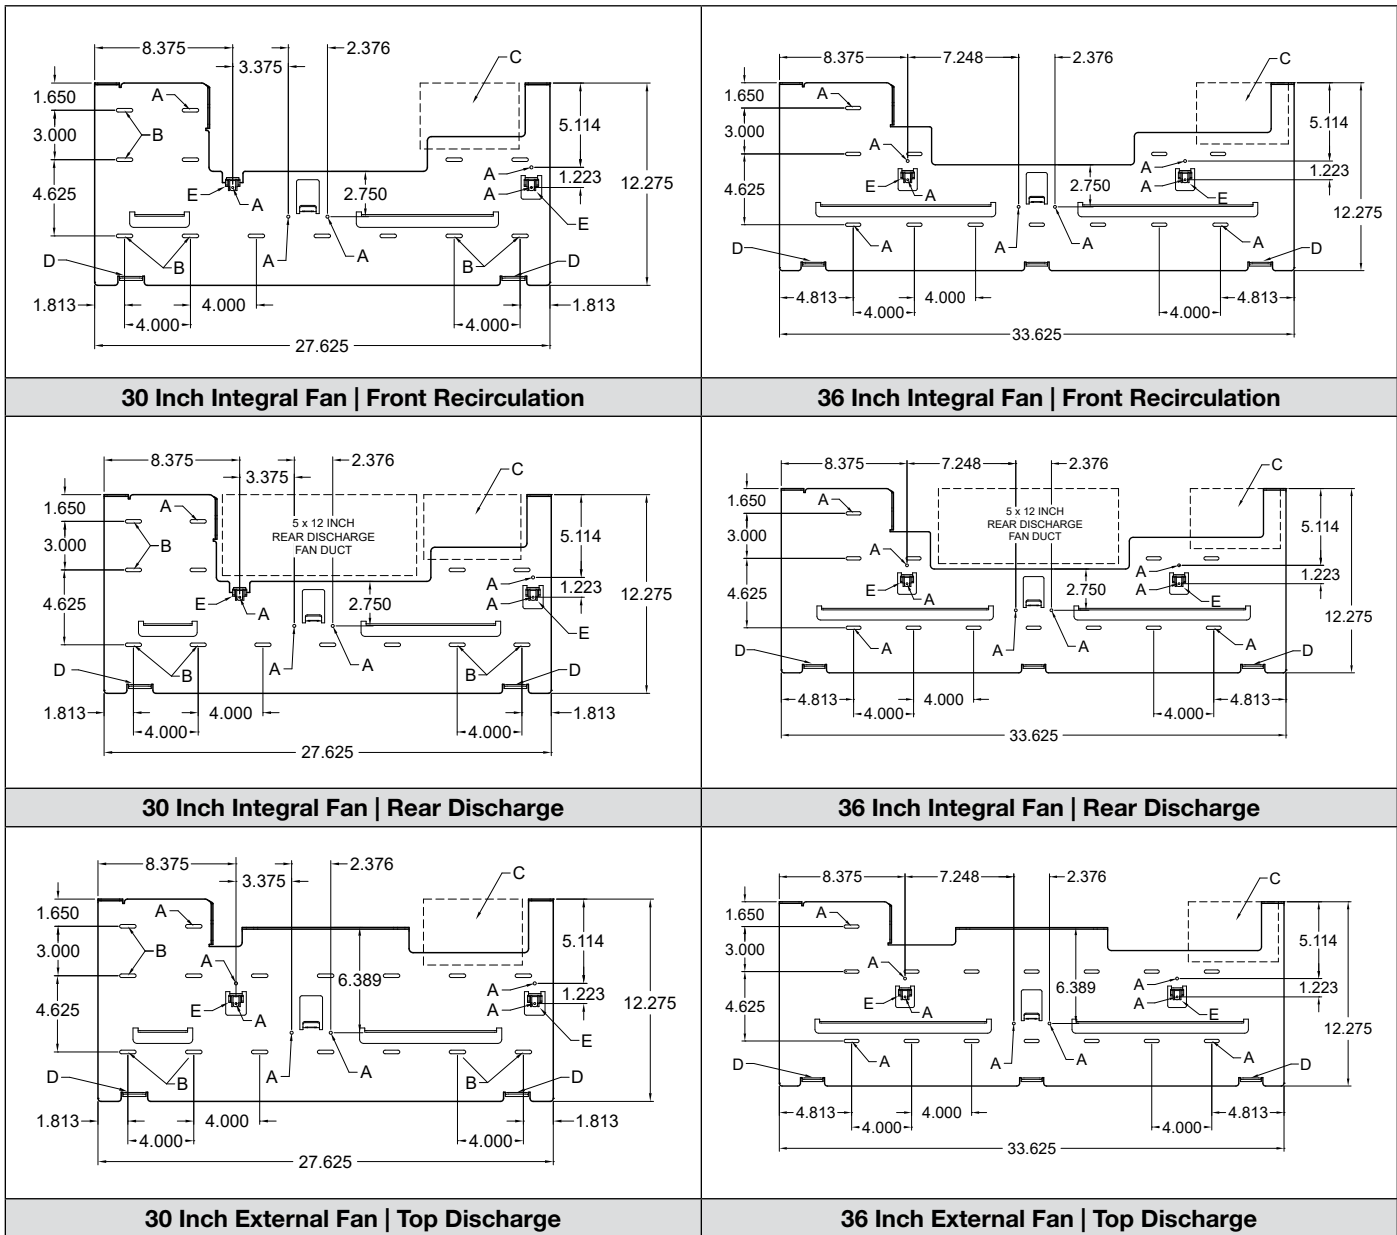 8.375
3.375
2.376
C
1.650
A
3.000
B
4.625
E
A
2.750
5.114
A
1.223
A
E
12.275
D
B
A
A
B
D
1.813
4.000
4.000
4.000
1.813
27.625
30 Inch Integral Fan | Front Recirculation
8.375
7.248
2.376
C
1.650
A
3.000
A
4.625
E
A
2.750
5.114
A
1.223
A
E
12.275
D
A
A
A
A
D
4.813
4.000
4.000
4.000
4.813
33.625
36 Inch Integral Fan | Front Recirculation
8.375
3.375
2.376
C
1.650
A
5 x 12 INCH
REAR DISCHARGE
FAN DUCT
3.000
B
4.625
E
A
2.750
5.114
A
1.223
A
E
12.275
D
B
A
A
B
D
1.813
4.000
4.000
4.000
1.813
27.625
30 Inch Integral Fan | Rear Discharge
8.375
7.248
2.376
C
1.650
A
5 x 12 INCH
REAR DISCHARGE
FAN DUCT
3.000
A
4.625
E
A
2.750
5.114
A
1.223
A
E
12.275
D
A
A
A
A
D
4.813
4.000
4.000
4.000
4.813
33.625
36 Inch Integral Fan | Rear Discharge
8.375
3.375
2.376
C
1.650
A
3.000
B
A
4.625
E
A
6.389
5.114
A
1.223
A
E
12.275
D
B
A
A
B
D
1.813
4.000
4.000
4.000
1.813
27.625
30 Inch External Fan | Top Discharge
8.375
7.248
2.376
C
1.650
A
3.000
A
4.625
E
A
6.389
5.114
A
1.223
A
E
12.275
D
A
A
A
A
D
4.813
4.000
4.000
4.000
4.813
33.625
36 Inch External Fan | Top Discharge